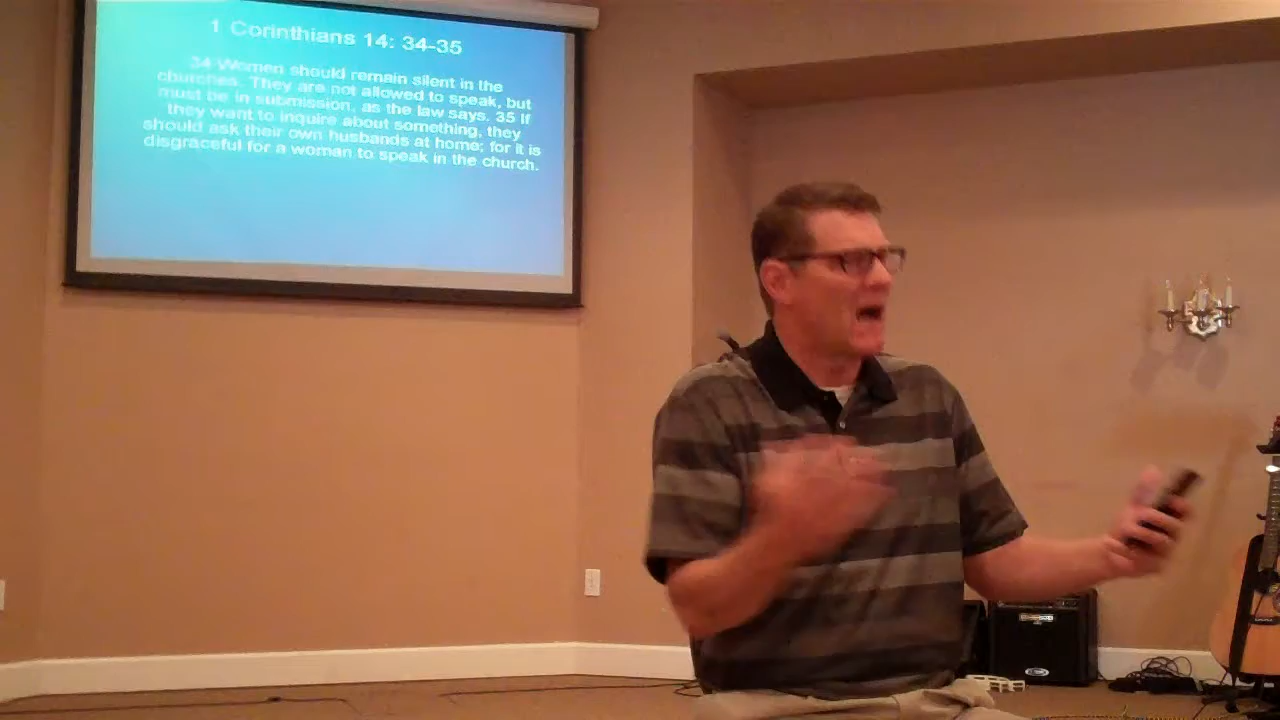 1 Corinthians 14: 34-35
34 Women should remain silent in the
churches. They are not allowed to speak, but
must be in submission, as the law says. 35 If
they want to inquire about something, they
should ask their own husbands at home; for it is
disgraceful for a woman to speak in the church.